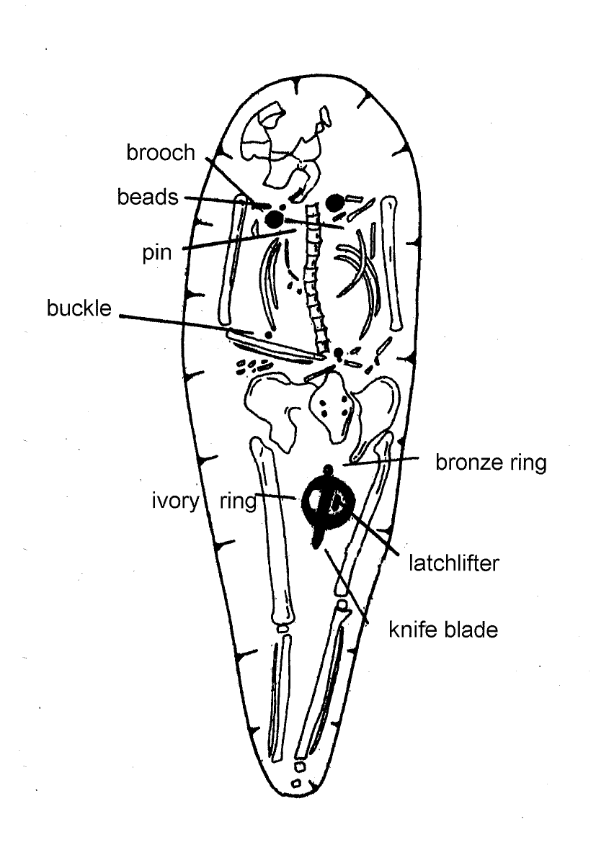 brooch
beads
pin
buckle
bronze ring
ivory ring
latchlifter
knife blade